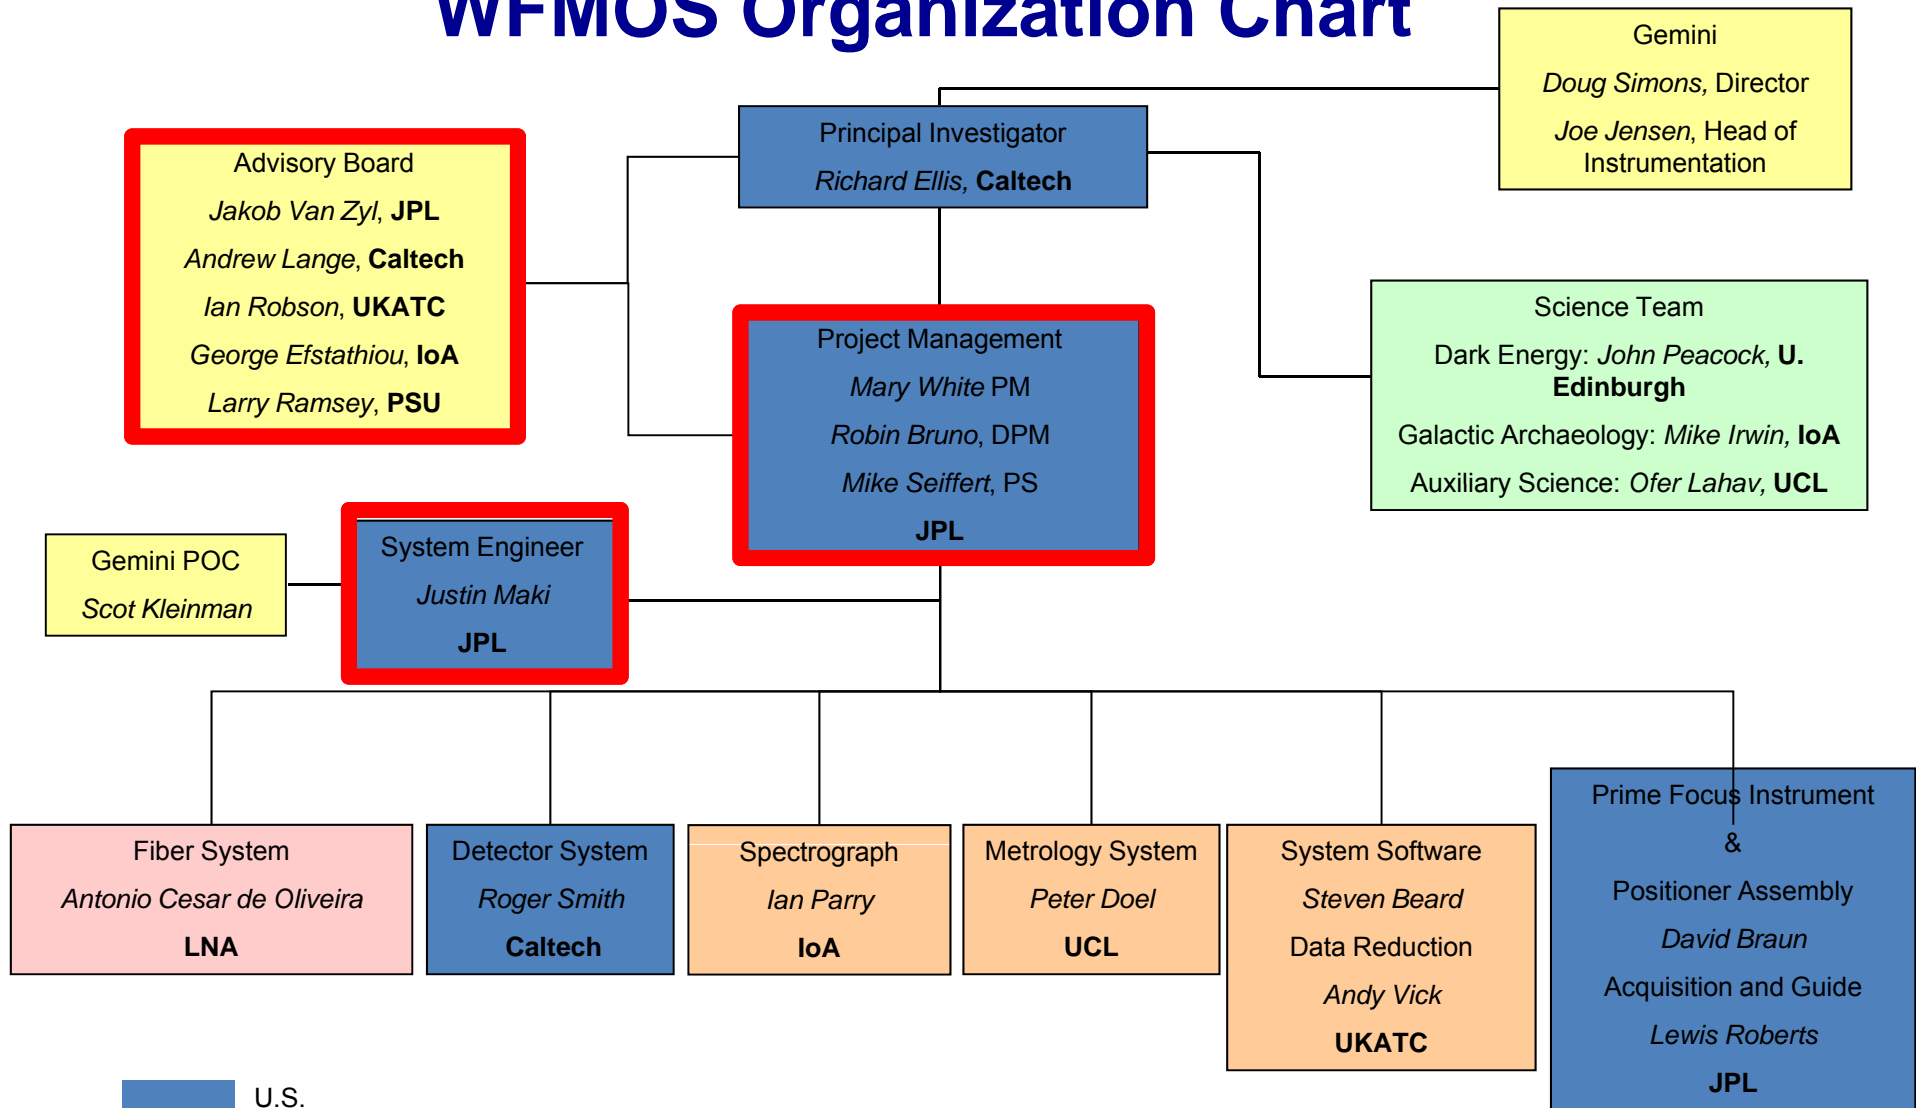 WFMOS Organization Chart
Gemini
Doug Simons, Director
Joe Jensen, Head of
Instrumentation
Principal Investigator
Richard Ellis, Caltech
Advisory Board
Jakob Van Zyl, JPL
Andrew Lange, Caltech
Ian Robson, UKATC
George Efstathiou, IoA
Larry Ramsey, PSU
Project Management
Mary White PM
Robin Bruno, DPM
Mike Seiffert, PS
JPL
Science Team
Dark Energy: John Peacock, U.
Edinburgh
Galactic Archaeology: Mike Irwin, IoA
Auxiliary Science: Ofer Lahav, UCL
Gemini POC
Scot Kleinman
System Engineer
Justin Maki
JPL
Fiber System
Antonio Cesar de Oliveira
LNA
Detector System
Roger Smith
Caltech
Spectrograph
Ian Parry
IoA
Metrology System
Peter Doel
UCL
System Software
Steven Beard
Data Reduction
Andy Vick
UKATC
Prime Focus Instrument
&
Positioner Assembly
David Braun
Acquisition and Guide
Lewis Roberts
JPL
U.S.